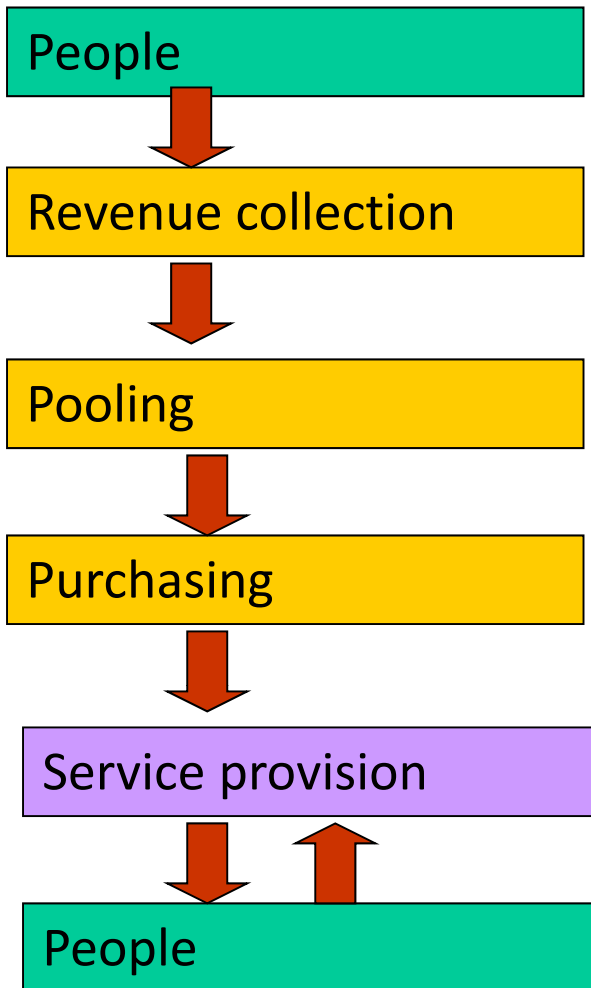 People
Revenue collection
Pooling
Purchasing
Service provision
People